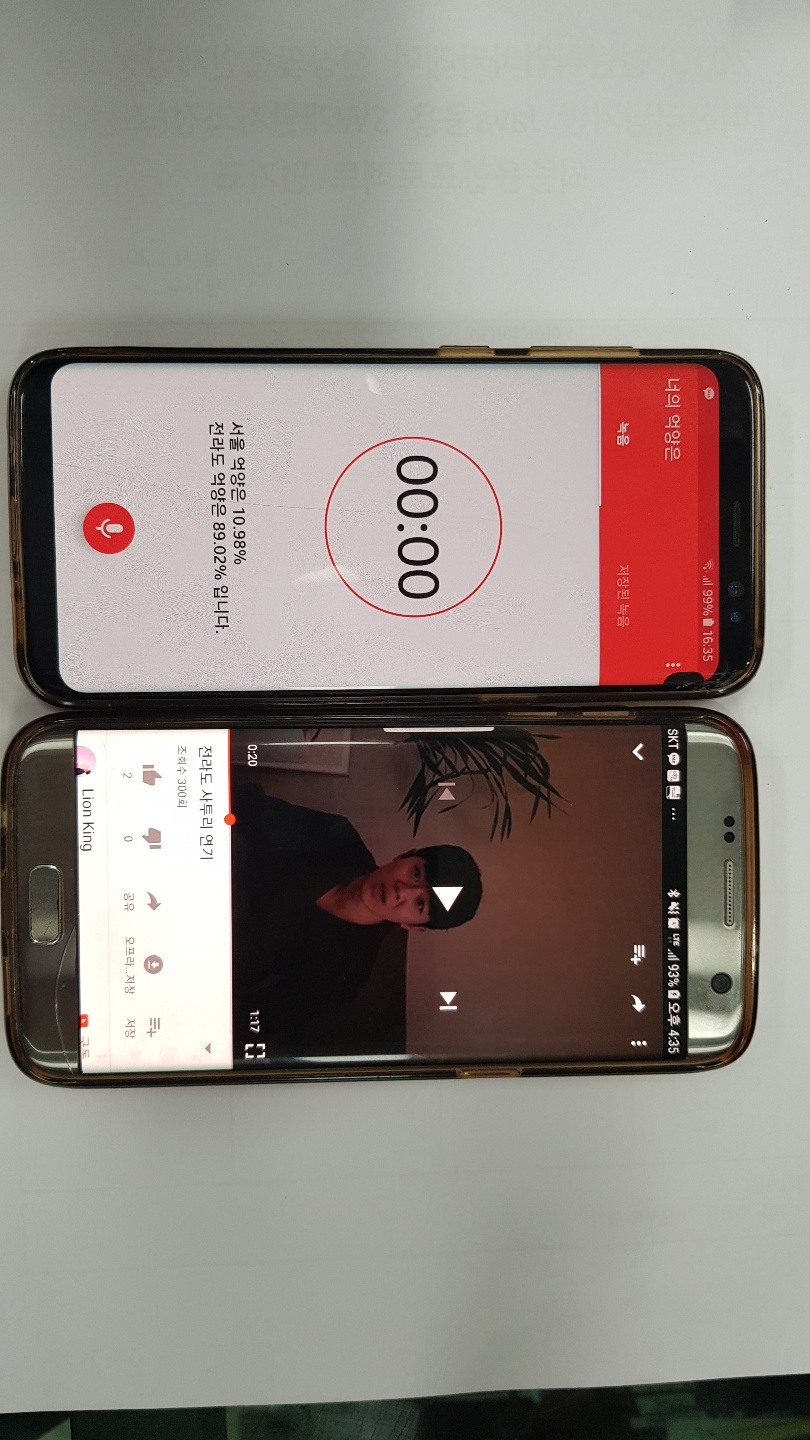 너의 억양은
99% 16:35
녹음
저장된 녹음
00:00
서울 억양은 10.98%
전라도 억양은 89.02% 입니다.
SKT
LTE 93% 오후 4:35
0:20
1:17
전라도 사투리 연기
조회수 300회
2
0
공유
오프라...저장
저장
Lion King